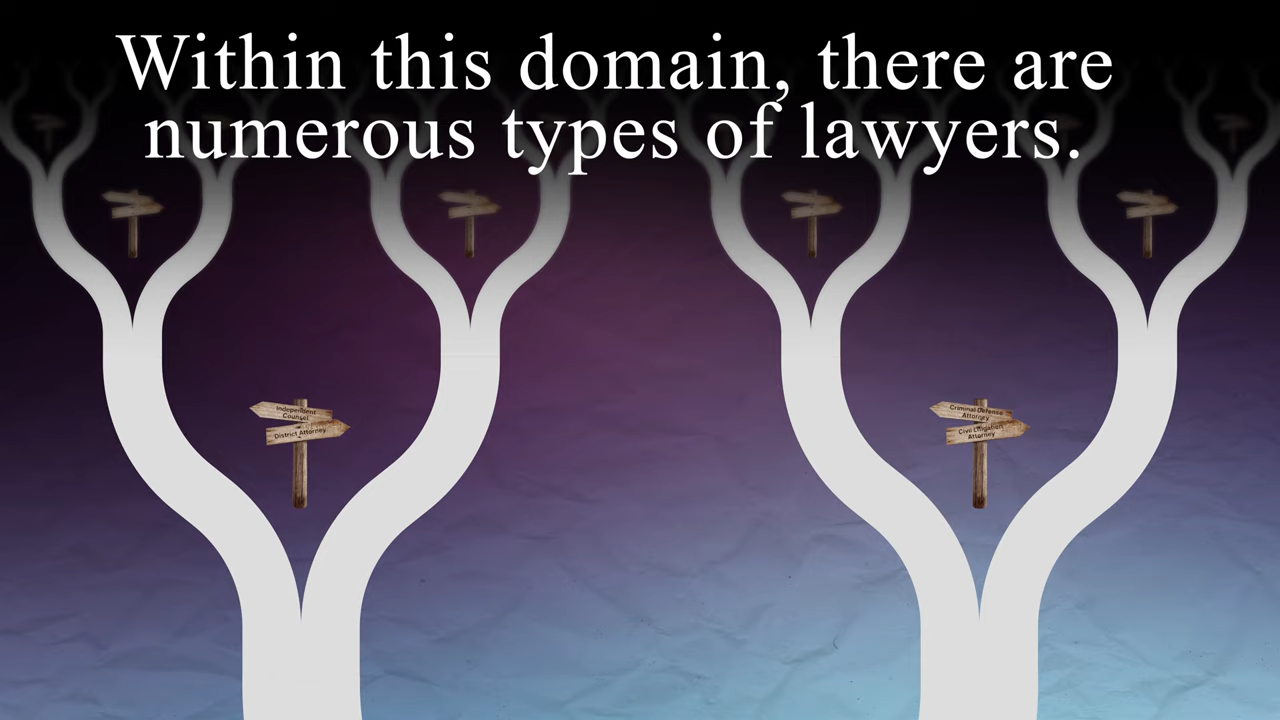 Within this domain, there are
numerous types of lawyers.
Independent
Counsel
District Attorney
Criminal Defense
Attorney
Civil Litigation
Attorney